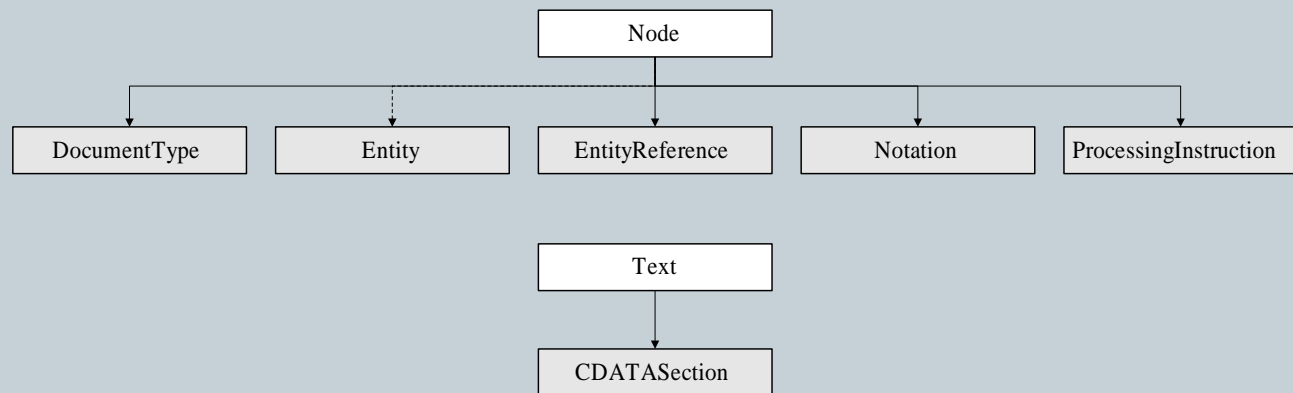 Node
DocumentType
Entity
EntityReference
Notation
ProcessingInstruction
Text
CDATASection